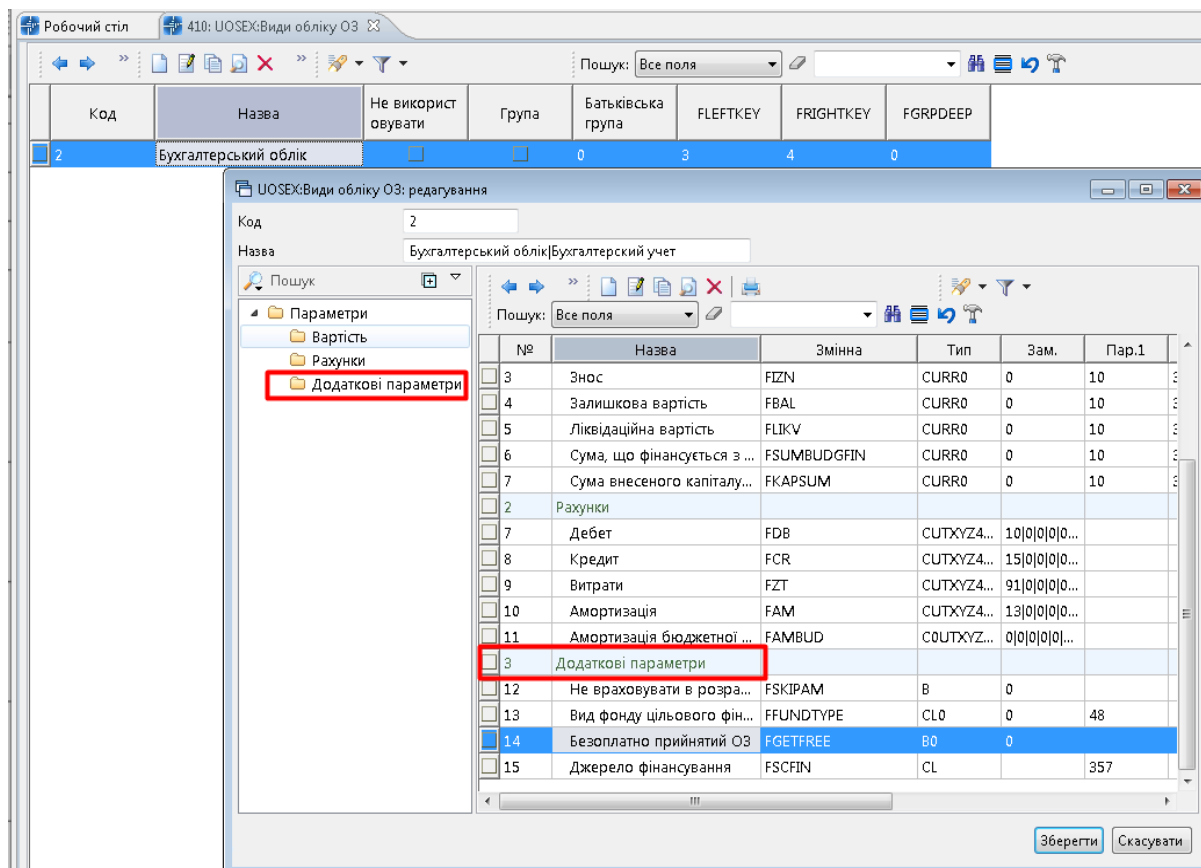 Робочий стіл 410: UOSEX:Види обліку ОЗ
Пошук: Все поля
Код Назва Не використовувати Група Батьківська група FLEFTKEY FRIGHTKEY FGRPDEEP
2 Бухгалтерський облік 0 3 4 0
UOSEX:Види обліку ОЗ: редагування
Код 2
Назва Бухгалтерський облік|Бухгалтерский учет
Пошук
Параметри
Вартість
Рахунки
Додаткові параметри
Пошук: Все поля
№ Назва Змінна Тип Зам. Пар.1
3 Знос FIZN CURR0 0 10
4 Залишкова вартість FBAL CURR0 0 10
5 Ліквідаційна вартість FLIKV CURR0 0 10
6 Сума, що фінансується з ... FSUMBUDGFIN CURR0 0 10
7 Сума внесеного капіталу... FKAPSUM CURR0 0 10
2 Рахунки
7 Дебет FDB CUTXYZ4... 10|0|0|0|0...
8 Кредит FCR CUTXYZ4... 15|0|0|0|0...
9 Витрати FZT CUTXYZ4... 91|0|0|0|0...
10 Амортизація FAM CUTXYZ4... 13|0|0|0|0...
11 Амортизація бюджетної ... FAMBUD C0UTXYZ... 0|0|0|0|0|...
3 Додаткові параметри
12 Не враховувати в розра... FSKIPAM B 0
13 Вид фонду цільового фін... FFUNDTYPE CL0 0 48
14 Безоплатно прийнятий ОЗ FGETFREE B0 0
15 Джерело фінансування FSCFIN CL 357
Зберегти Скасувати